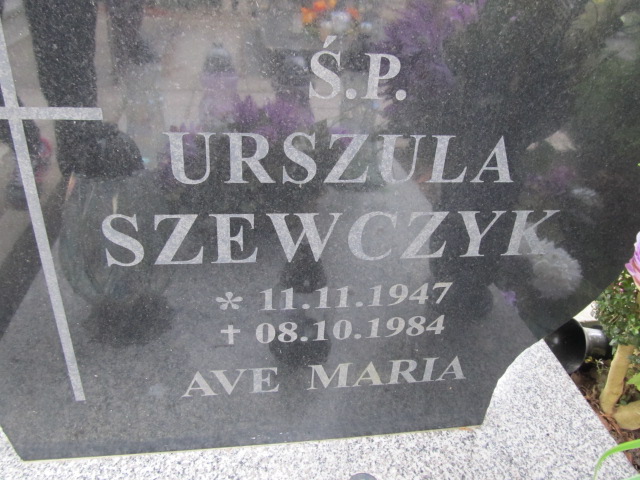 Ś.P.
URSZULA
SZEWCZYK
* 11.11.1947
✝ 08.10.1984
AVE MARIA